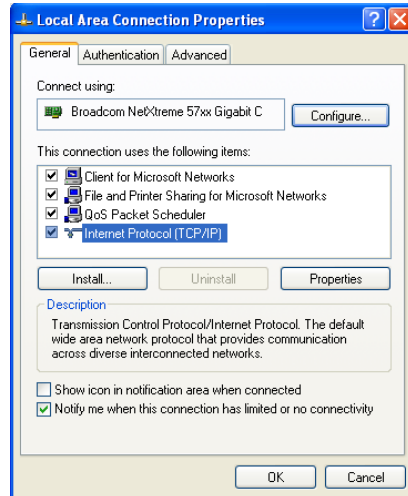 Local Area Connection Properties
General Authentication Advanced
Connect using:
Broadcom NetXtreme 57xx Gigabit C
Configure...
This connection uses the following items:
Client for Microsoft Networks
File and Printer Sharing for Microsoft Networks
QoS Packet Scheduler
Internet Protocol (TCP/IP)
Install... Uninstall Properties
Description
Transmission Control Protocol/Internet Protocol. The default
wide area network protocol that provides communication
across diverse interconnected networks.
Show icon in notification area when connected
Notify me when this connection has limited or no connectivity
OK Cancel